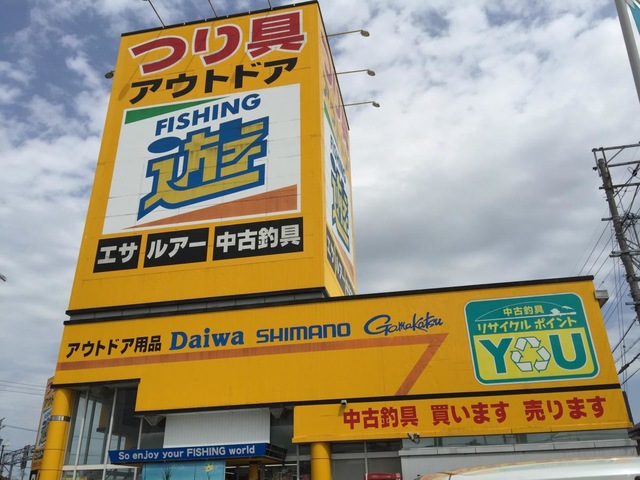 つり具
アウトドア
FISHING
遊
エサ ルアー 中古釣具
アウトドア用品 Daiwa SHIMANO Gamakatsu
中古釣具
リサイクル ポイント
YOU
中古釣具 買います 売ります
So enjoy your FISHING world